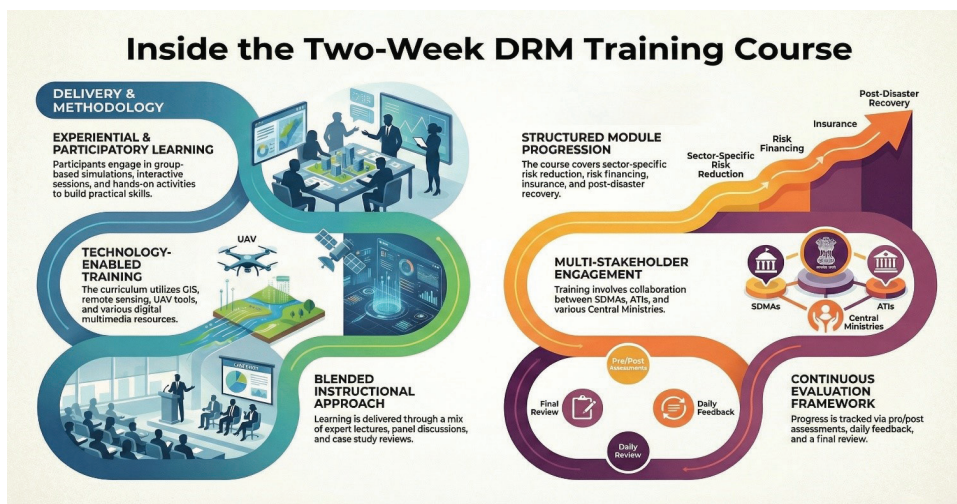 Inside the Two-Week DRM Training Course
DELIVERY &
METHODOLOGY
EXPERIENTIAL &
PARTICIPATORY LEARNING
Participants engage in group-
based simulations, interactive
sessions, and hands-on activities
to build practical skills.
TECHNOLOGY-
ENABLED
TRAINING
The curriculum utilizes GIS,
remote sensing, UAV tools,
and various digital
multimedia resources.
UAV
BLENDED
INSTRUCTIONAL
APPROACH
Learning is delivered through a mix
of expert lectures, panel discussions,
and case study reviews.
STRUCTURED MODULE
PROGRESSION
The course covers sector-specific
risk reduction, risk financing,
insurance, and post-disaster
recovery.
Sector-Specific
Risk
Reduction
Risk
Financing
Insurance
Post-Disaster
Recovery
MULTI-STAKEHOLDER
ENGAGEMENT
Training involves collaboration
between SDMAs, ATIs, and
various Central Ministries.
SDMAs
ATIs
Central
Ministries
Pre/Post
Assessments
Final
Review
Daily
Feedback
Daily
Review
CONTINUOUS
EVALUATION
FRAMEWORK
Progress is tracked via pro/post
assessments, daily feedback,
and a final review.